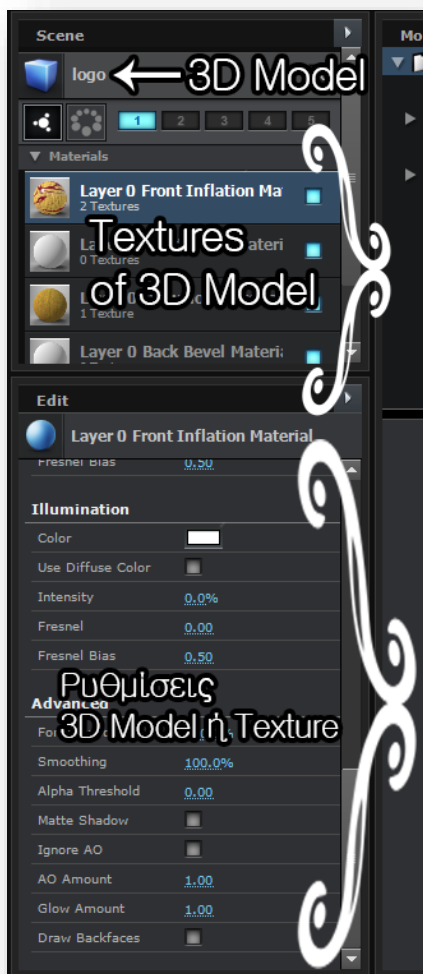 Scene
Mo
logo
3D Model
1 2 3 4 5
Materials
Layer 0 Front Inflation Ma
2 Textures
ateri
0 Textures
Textures
of 3D Model
1 Texture
Layer 0 Back Bevel Materi
Edit
Layer 0 Front Inflation Material
Fresnel Bias 0.50
Illumination
Color
Use Diffuse Color
Intensity 0.0%
Fresnel 0.00
Fresnel Bias 0.50
Ρυθμίσεις
Advanced
3D Model ή Texture
Smoothing 100.0%
Alpha Threshold 0.00
Matte Shadow
Ignore AO
AO Amount 1.00
Glow Amount 1.00
Draw Backfaces